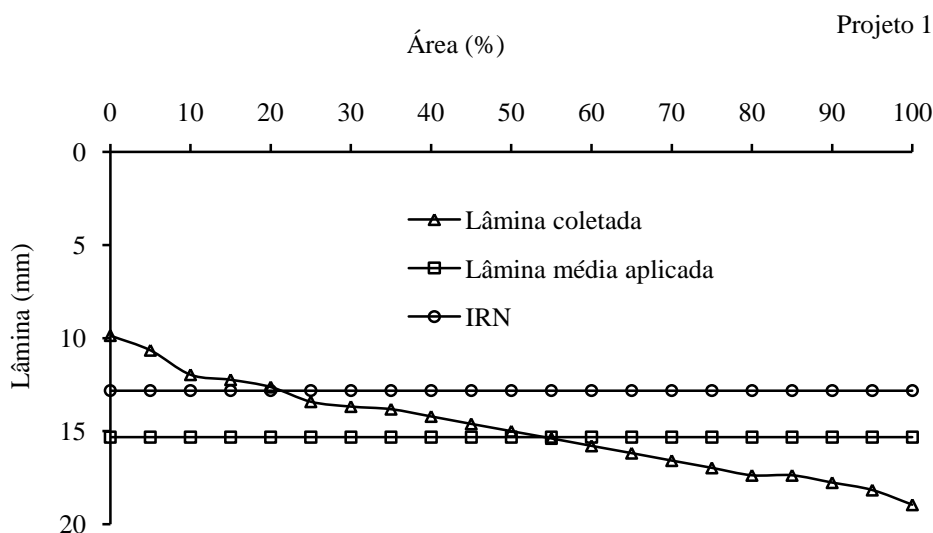 Projeto 1
Área (%)
0 10 20 30 40 50 60 70 80 90 100
0
5
10
15
20
Lâmina (mm)
Lâmina coletada
Lâmina média aplicada
IRN